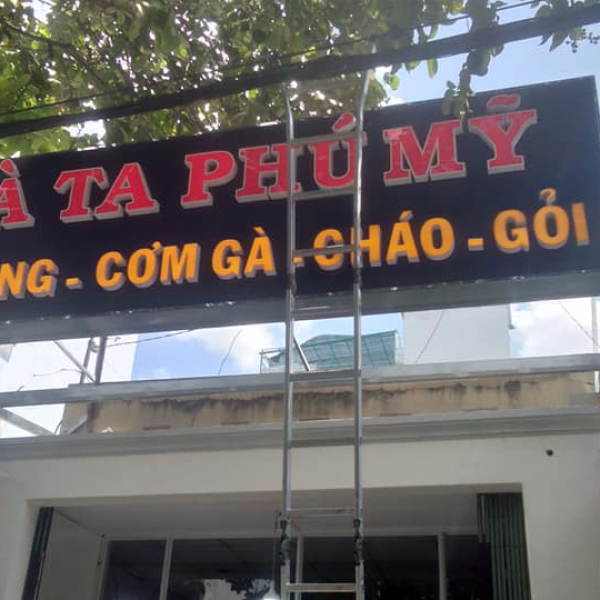 TA PHÚ MỸ
- CƠM GÀ - CHÁO - GỎI